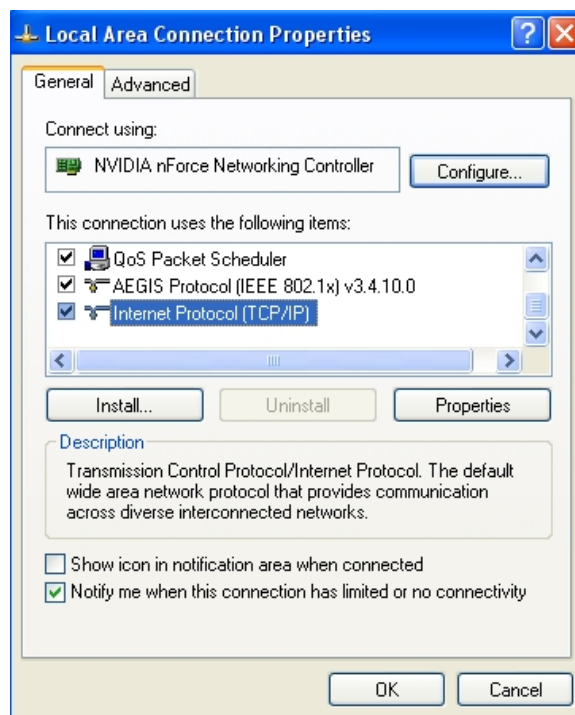 Local Area Connection Properties
General
Advanced
Connect using:
NVIDIA nForce Networking Controller
Configure...
This connection uses the following items:
QoS Packet Scheduler
AEGIS Protocol (IEEE 802.1x) v3.4.10.0
Internet Protocol (TCP/IP)
Install...
Uninstall
Properties
Description
Transmission Control Protocol/Internet Protocol. The default
wide area network protocol that provides communication
across diverse interconnected networks.
Show icon in notification area when connected
Notify me when this connection has limited or no connectivity
OK
Cancel